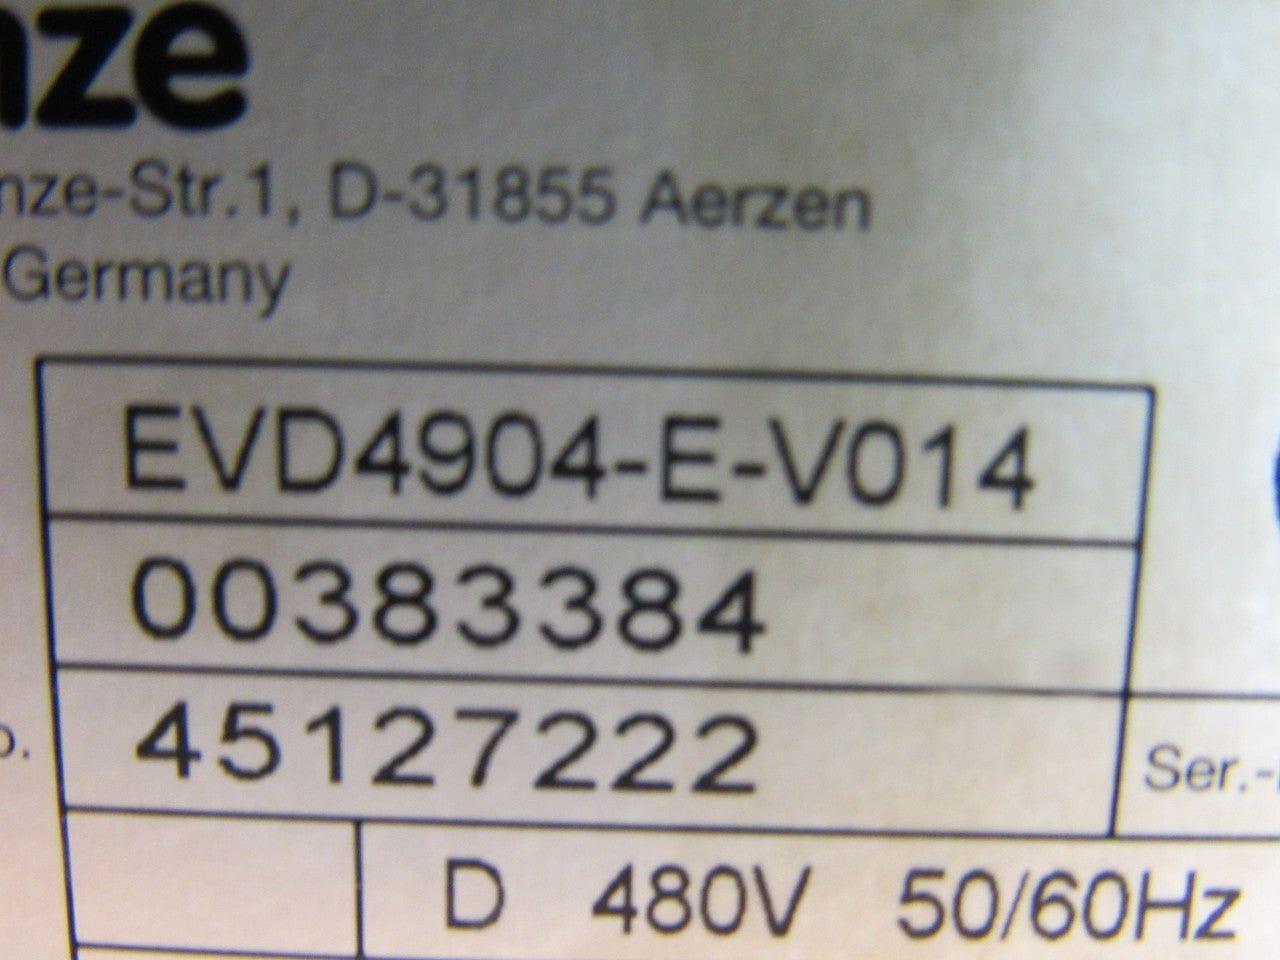 nze
nze-Str.1, D-31855 Aerzen
Germany
EVD4904-E-V014
00383384
45127222
o.
Ser.-
D 480V 50/60Hz